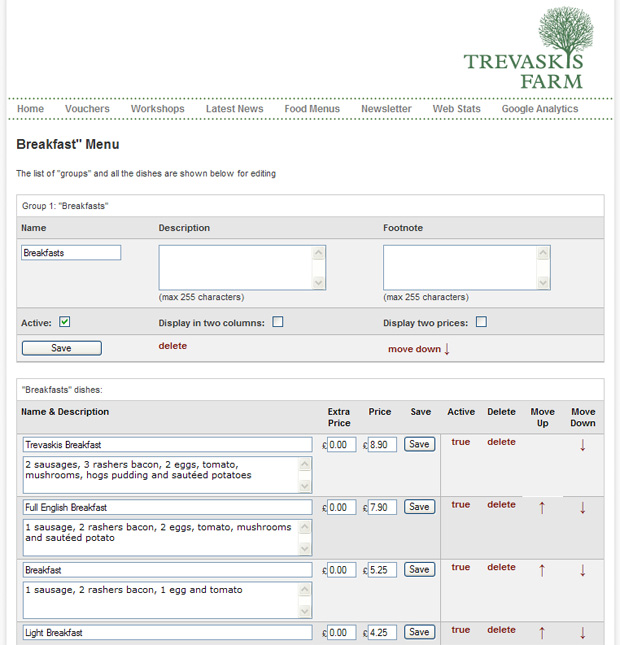 TREVASKIS
FARM
Home Vouchers Workshops Latest News Food Menus Newsletter Web Stats Google Analytics
Breakfast" Menu
The list of "groups" and all the dishes are shown below for editing
Group 1: "Breakfasts"
Name Description Footnote
Breakfasts
(max 255 characters) (max 255 characters)
Active: Display in two columns: Display two prices:
Save delete move down ↓
"Breakfasts" dishes:
Name & Description Extra Price Price Save Active Delete Move Up Move Down
Trevaskis Breakfast £ 0.00 £ 8.90 Save true delete ↓
2 sausages, 3 rashers bacon, 2 eggs, tomato,
mushrooms, hogs pudding and sautéed potatoes
Full English Breakfast £ 0.00 £ 7.90 Save true delete ↑ ↓
1 sausage, 2 rashers bacon, 2 eggs, tomato, mushrooms
and sautéed potato
Breakfast £ 0.00 £ 5.25 Save true delete ↑ ↓
1 sausage, 2 rashers bacon, 1 egg and tomato
Light Breakfast £ 0.00 £ 4.25 Save true delete ↑ ↓